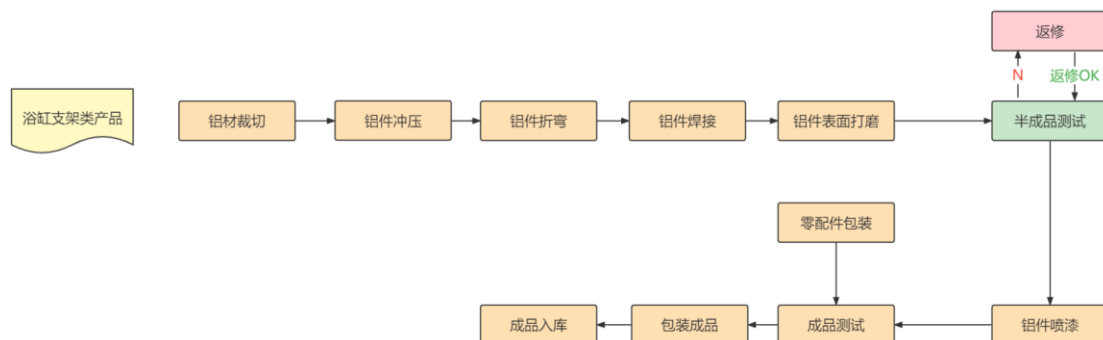 返修
N
返修OK
浴缸支架类产品
铝材裁切
铝件冲压
铝件折弯
铝件焊接
铝件表面打磨
半成品测试
零配件包装
成品入库
包装成品
成品测试
铝件喷漆